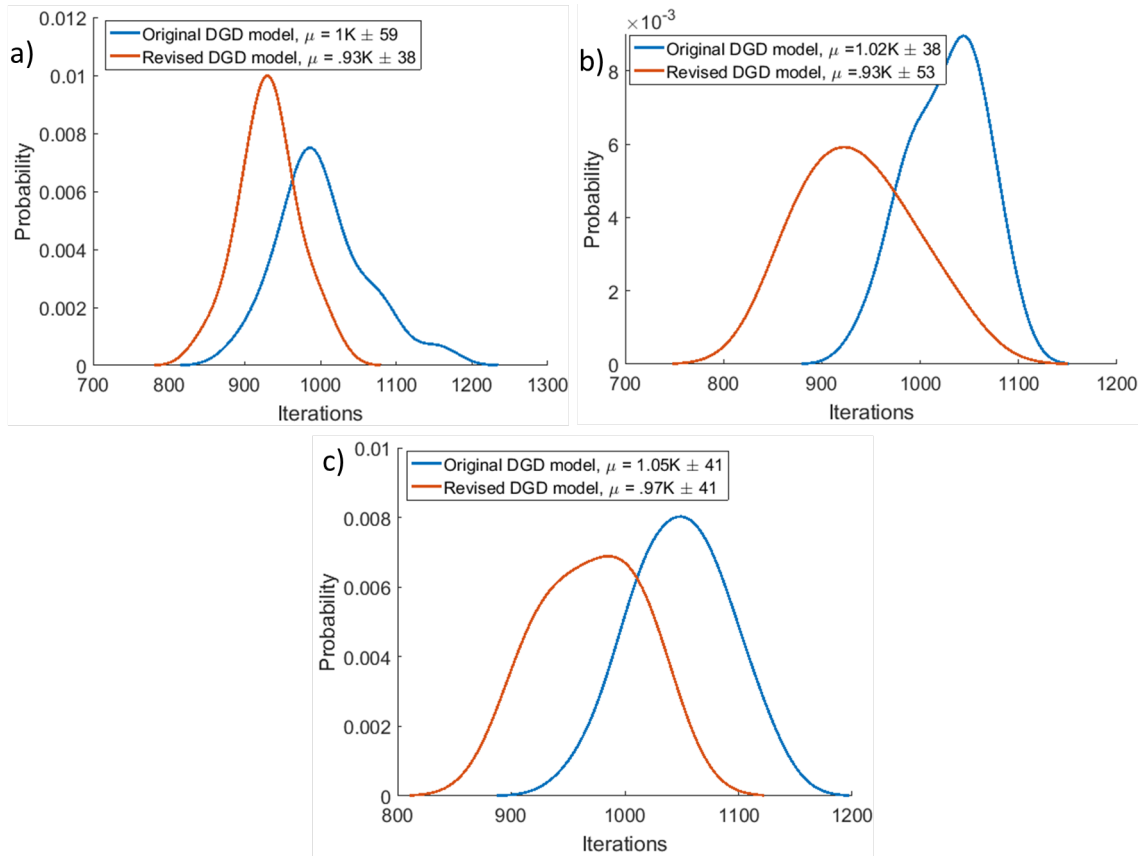 a)
0.012
0.01
0.008
0.006
0.004
0.002
0
Probability
Original DGD model, μ = 1K ± 59
Revised DGD model, μ = .93K ± 38
700 800 900 1000 1100 1200 1300
Iterations
b)
×10⁻³
8
6
4
2
0
Probability
Original DGD model, μ =1.02K ± 38
Revised DGD model, μ =.93K ± 53
700 800 900 1000 1100 1200
Iterations
c)
0.01
0.008
0.006
0.004
0.002
0
Probability
Original DGD model, μ = 1.05K ± 41
Revised DGD model, μ = .97K ± 41
800 900 1000 1100 1200
Iterations